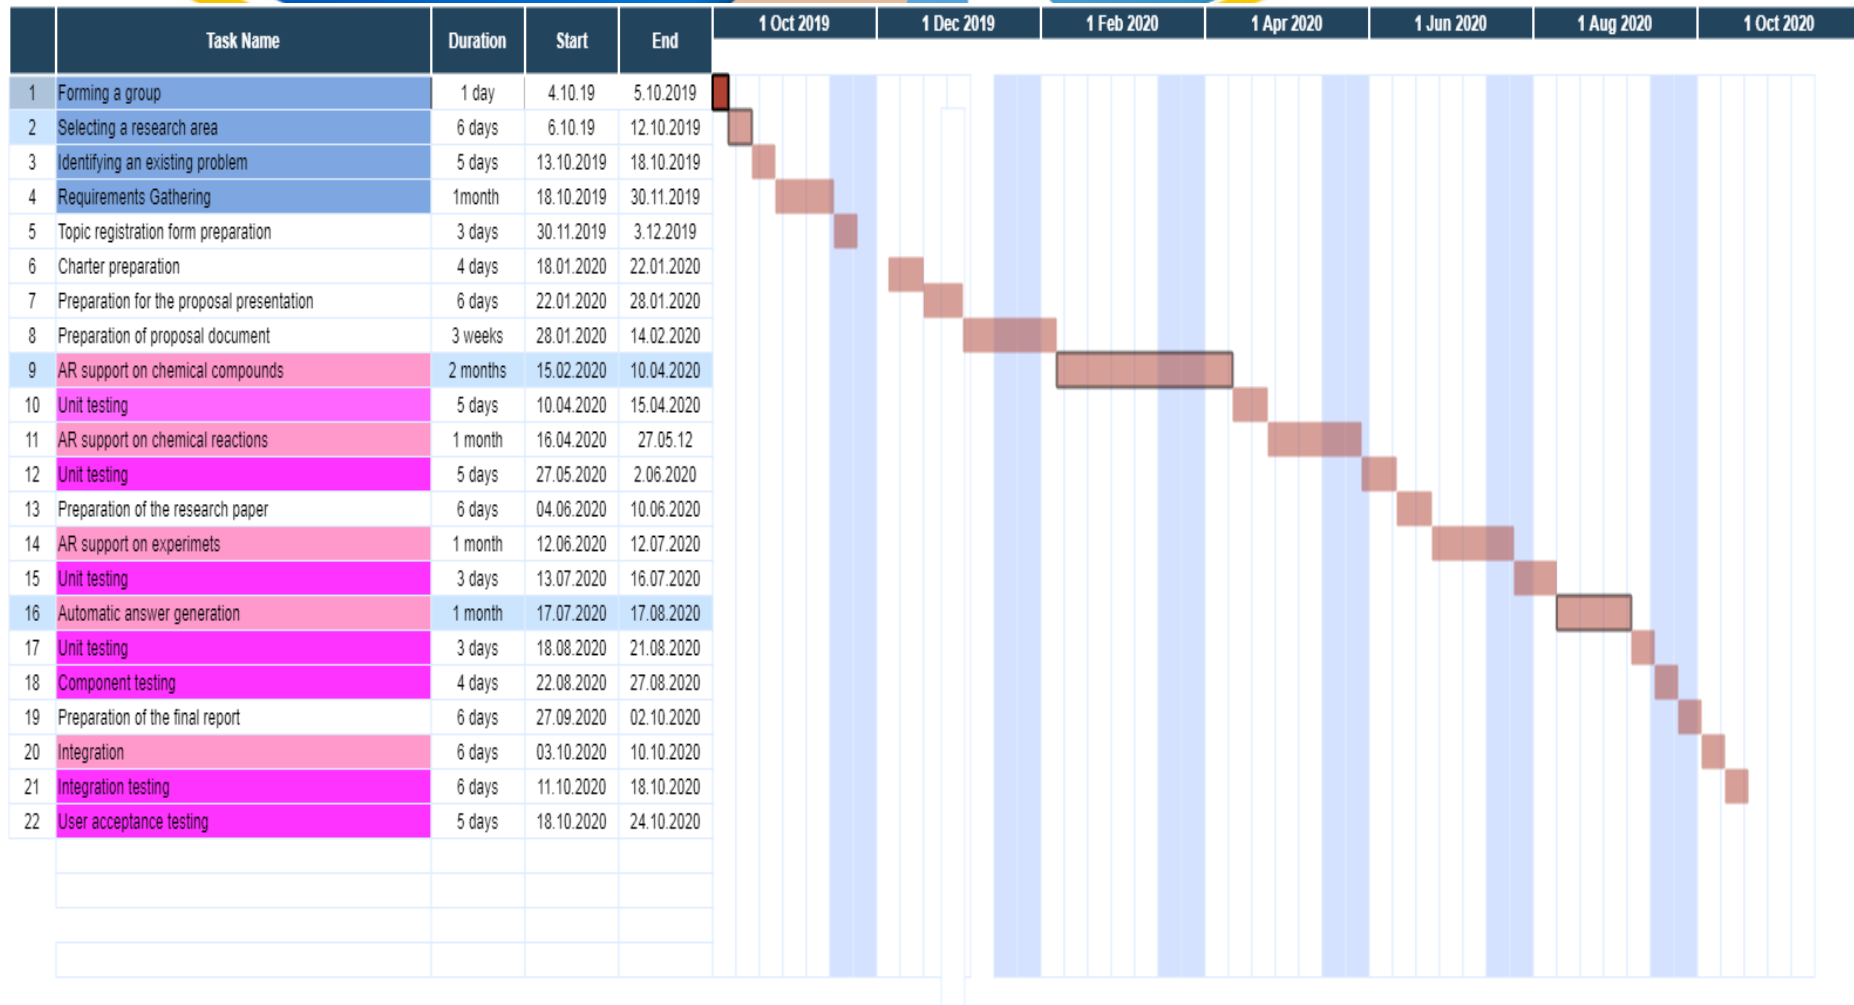 Task Name Duration Start End 1 Oct 2019 1 Dec 2019 1 Feb 2020 1 Apr 2020 1 Jun 2020 1 Aug 2020 1 Oct 2020
1 Forming a group 1 day 4.10.19 5.10.2019
2 Selecting a research area 6 days 6.10.19 12.10.2019
3 Identifying an existing problem 5 days 13.10.2019 18.10.2019
4 Requirements Gathering 1month 18.10.2019 30.11.2019
5 Topic registration form preparation 3 days 30.11.2019 3.12.2019
6 Charter preparation 4 days 18.01.2020 22.01.2020
7 Preparation for the proposal presentation 6 days 22.01.2020 28.01.2020
8 Preparation of proposal document 3 weeks 28.01.2020 14.02.2020
9 AR support on chemical compounds 2 months 15.02.2020 10.04.2020
10 Unit testing 5 days 10.04.2020 15.04.2020
11 AR support on chemical reactions 1 month 16.04.2020 27.05.12
12 Unit testing 5 days 27.05.2020 2.06.2020
13 Preparation of the research paper 6 days 04.06.2020 10.06.2020
14 AR support on experimets 1 month 12.06.2020 12.07.2020
15 Unit testing 3 days 13.07.2020 16.07.2020
16 Automatic answer generation 1 month 17.07.2020 17.08.2020
17 Unit testing 3 days 18.08.2020 21.08.2020
18 Component testing 4 days 22.08.2020 27.08.2020
19 Preparation of the final report 6 days 27.09.2020 02.10.2020
20 Integration 6 days 03.10.2020 10.10.2020
21 Integration testing 6 days 11.10.2020 18.10.2020
22 User acceptance testing 5 days 18.10.2020 24.10.2020